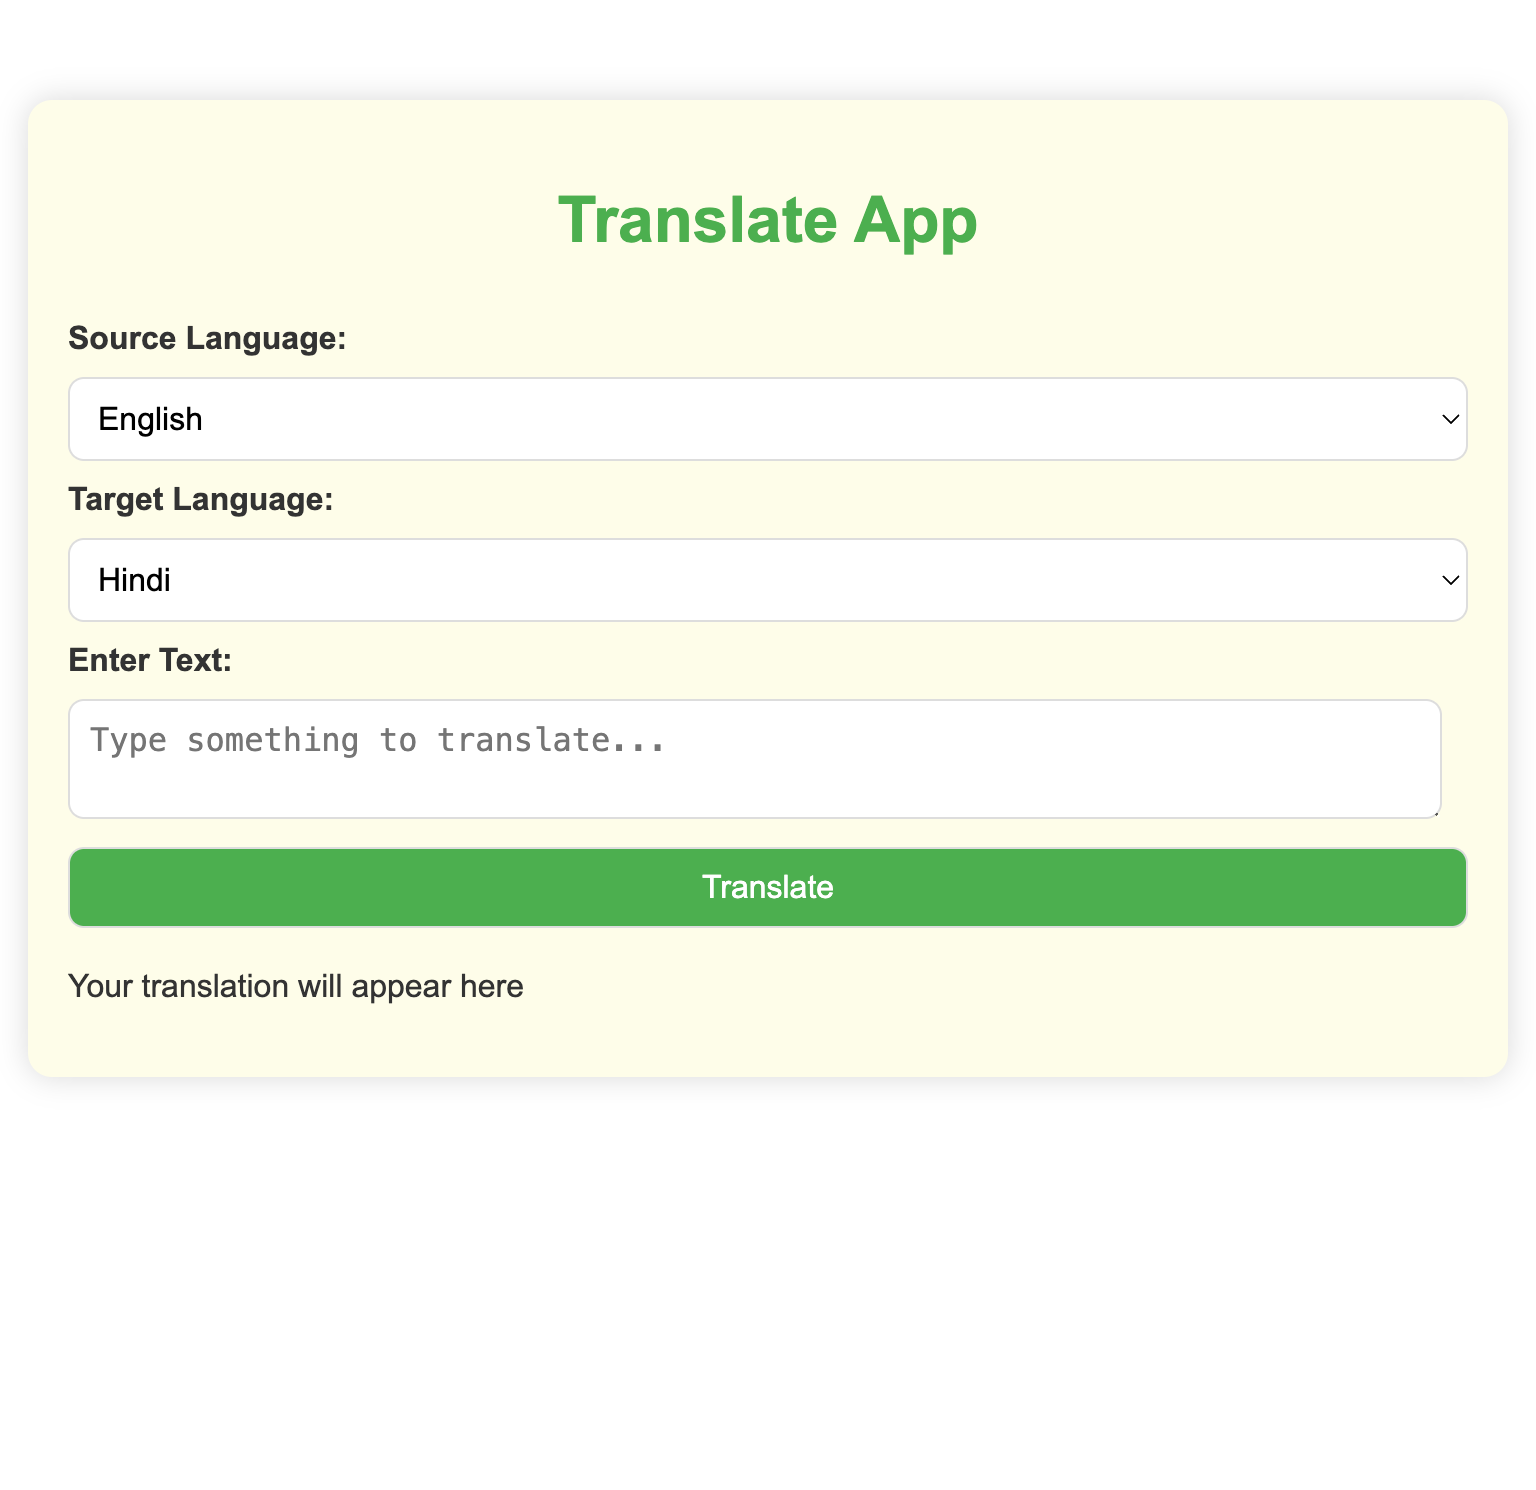 Translate App
Source Language:
English
Target Language:
Hindi
Enter Text:
Type something to translate...
Translate
Your translation will appear here